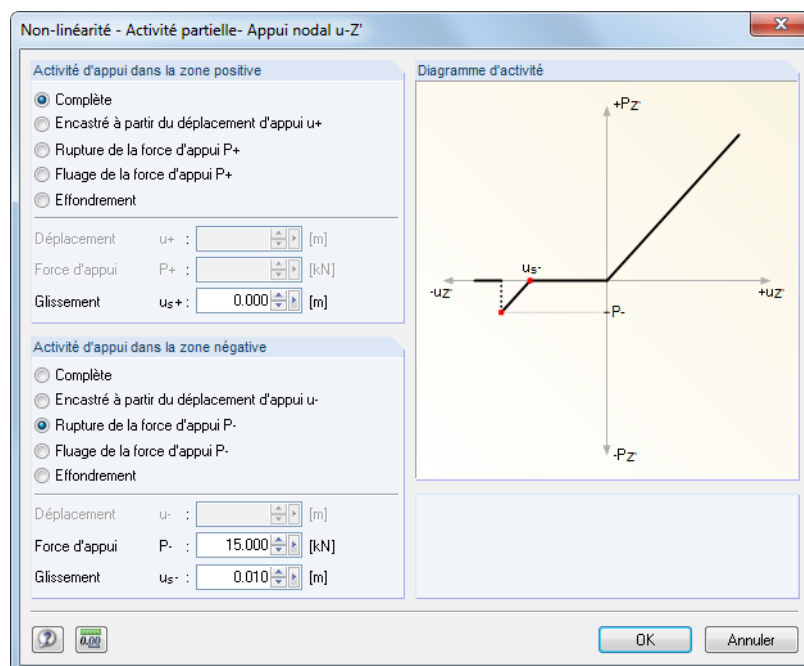 Non-linéarité - Activité partielle- Appui nodal u-Z'
Activité d'appui dans la zone positive
Complète
Encastré à partir du déplacement d'appui u+
Rupture de la force d'appui P+
Fluage de la force d'appui P+
Effondrement
Déplacement u+ : [m]
Force d'appui P+ : [kN]
Glissement us+ : 0.000 [m]
Activité d'appui dans la zone négative
Complète
Encastré à partir du déplacement d'appui u-
Rupture de la force d'appui P-
Fluage de la force d'appui P-
Effondrement
Déplacement u- : [m]
Force d'appui P- : 15.000 [kN]
Glissement us- : 0.010 [m]
Diagramme d'activité
+PZ'
us-
-uZ'
+uZ'
P-
-PZ'
0.00
OK
Annuler